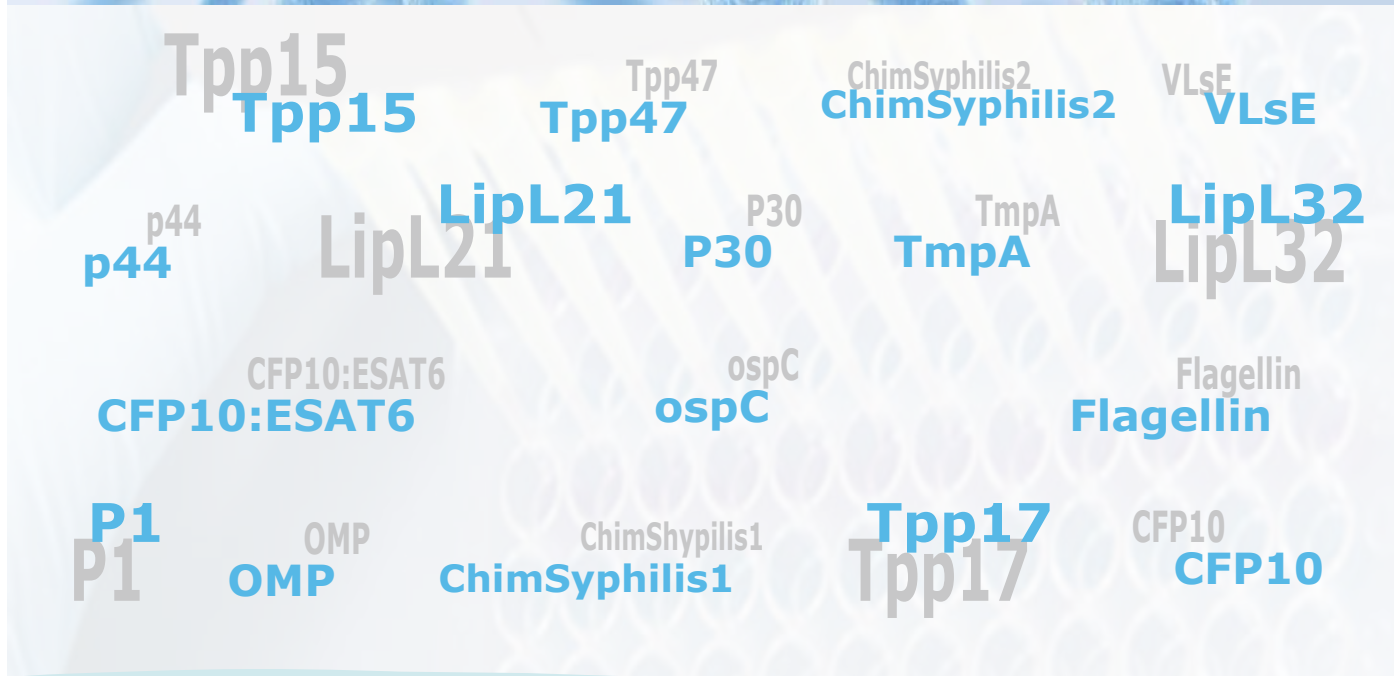 Tpp15 Tpp47 ChimSyphilis2 VLsE
Tpp15 Tpp47 ChimSyphilis2 VLsE
LipL21 LipL32
p44 LipL21 P30 TmpA LipL32
p44 P30 TmpA
CFP10:ESAT6 ospC Flagellin
CFP10:ESAT6 ospC Flagellin
P1 Tpp17
P1 OMP ChimShypilis1 Tpp17 CFP10
OMP ChimSyphilis1 CFP10